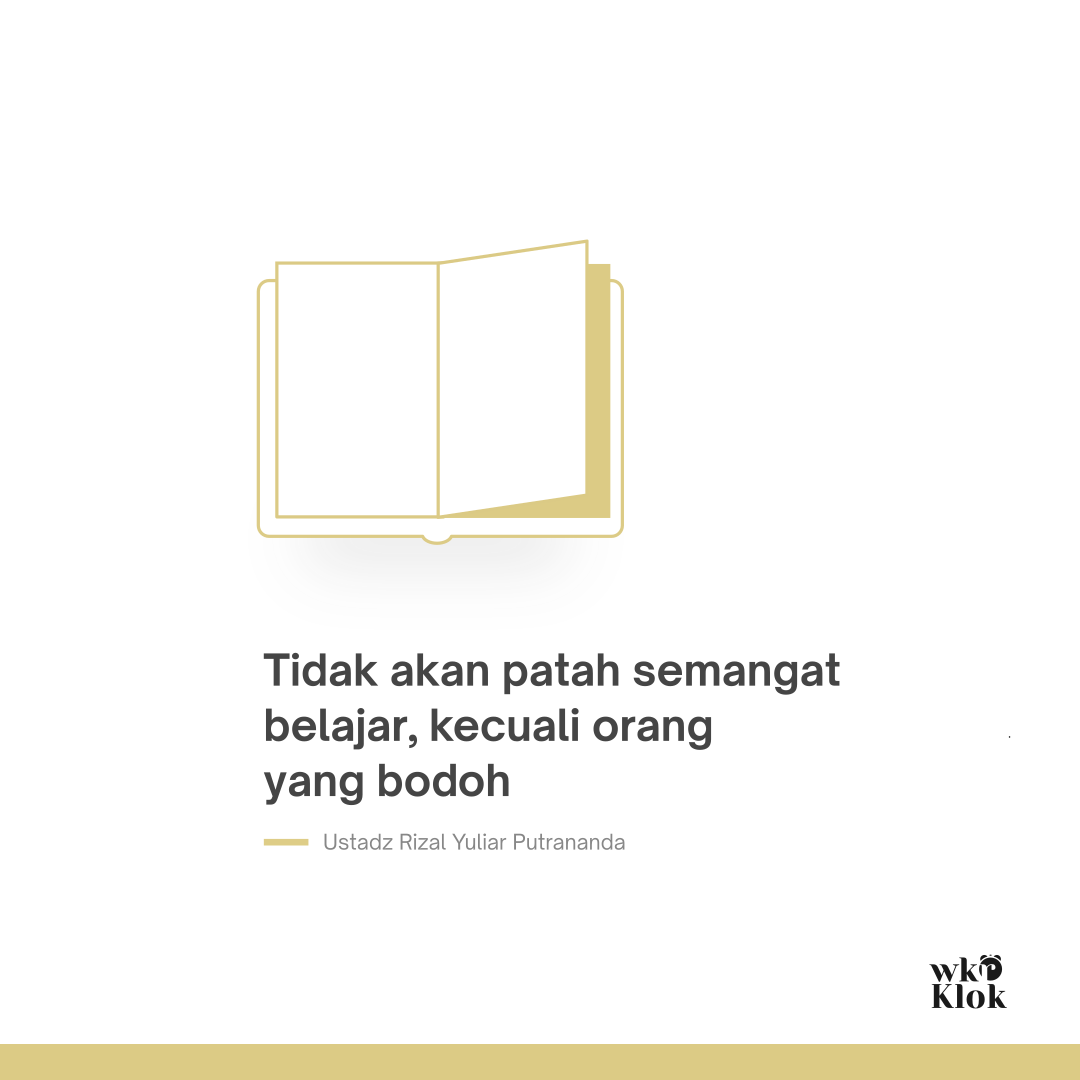 Tidak akan patah semangat
belajar, kecuali orang
yang bodoh
Ustadz Rizal Yuliar Putrananda
wk
Klok